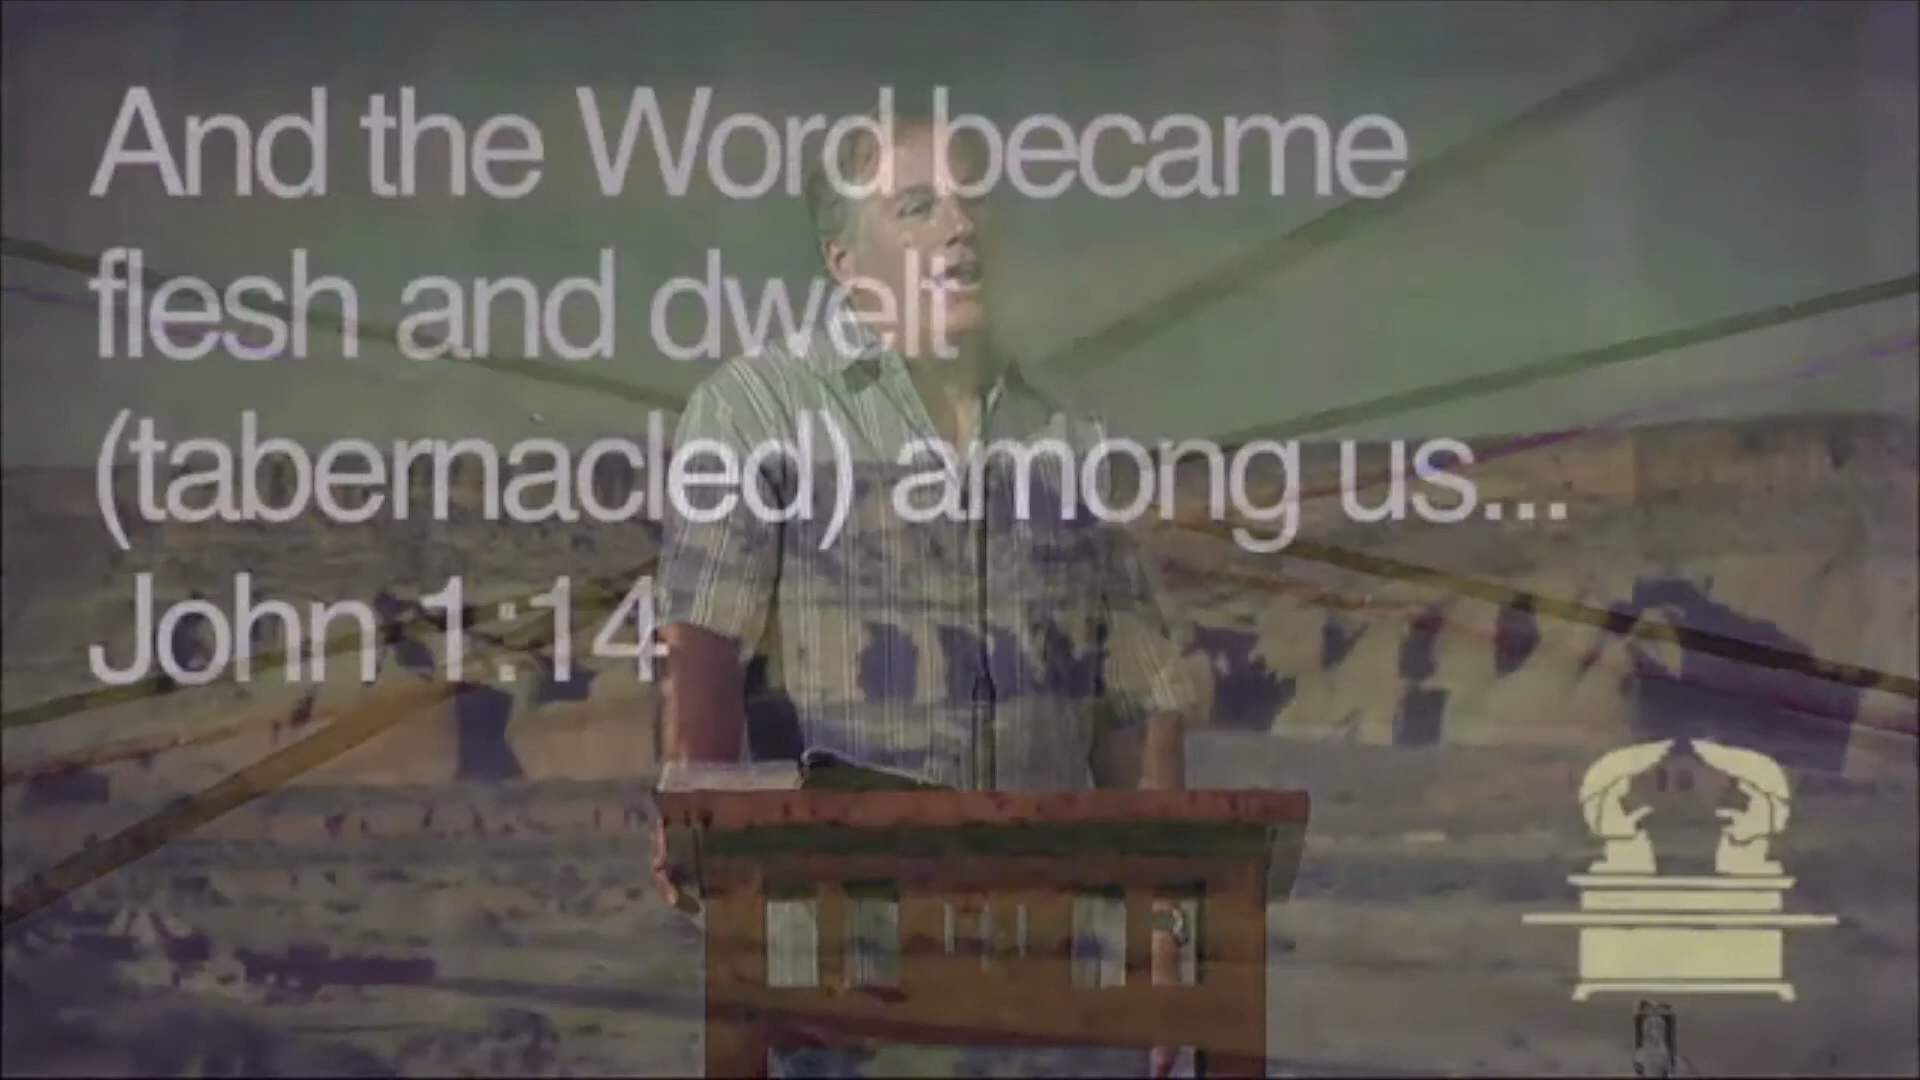 And the Word became
flesh and dwelt
(tabernacled) among us...
John 1:14